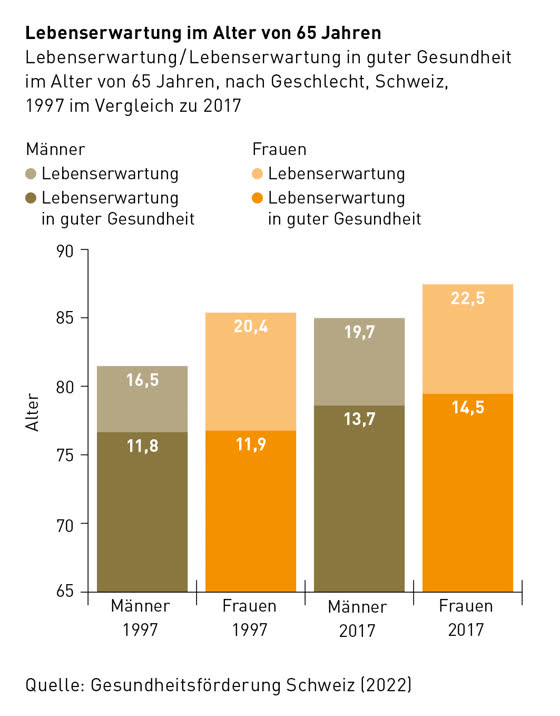 Lebenserwartung im Alter von 65 Jahren
Lebenserwartung/Lebenserwartung in guter Gesundheit
im Alter von 65 Jahren, nach Geschlecht, Schweiz,
1997 im Vergleich zu 2017
Männer
Lebenserwartung
Lebenserwartung
in guter Gesundheit
Frauen
Lebenserwartung
Lebenserwartung
in guter Gesundheit
Alter
90
85
80
75
70
65
16,5
11,8
20,4
11,9
19,7
13,7
22,5
14,5
Männer
1997
Frauen
1997
Männer
2017
Frauen
2017
Quelle: Gesundheitsförderung Schweiz (2022)